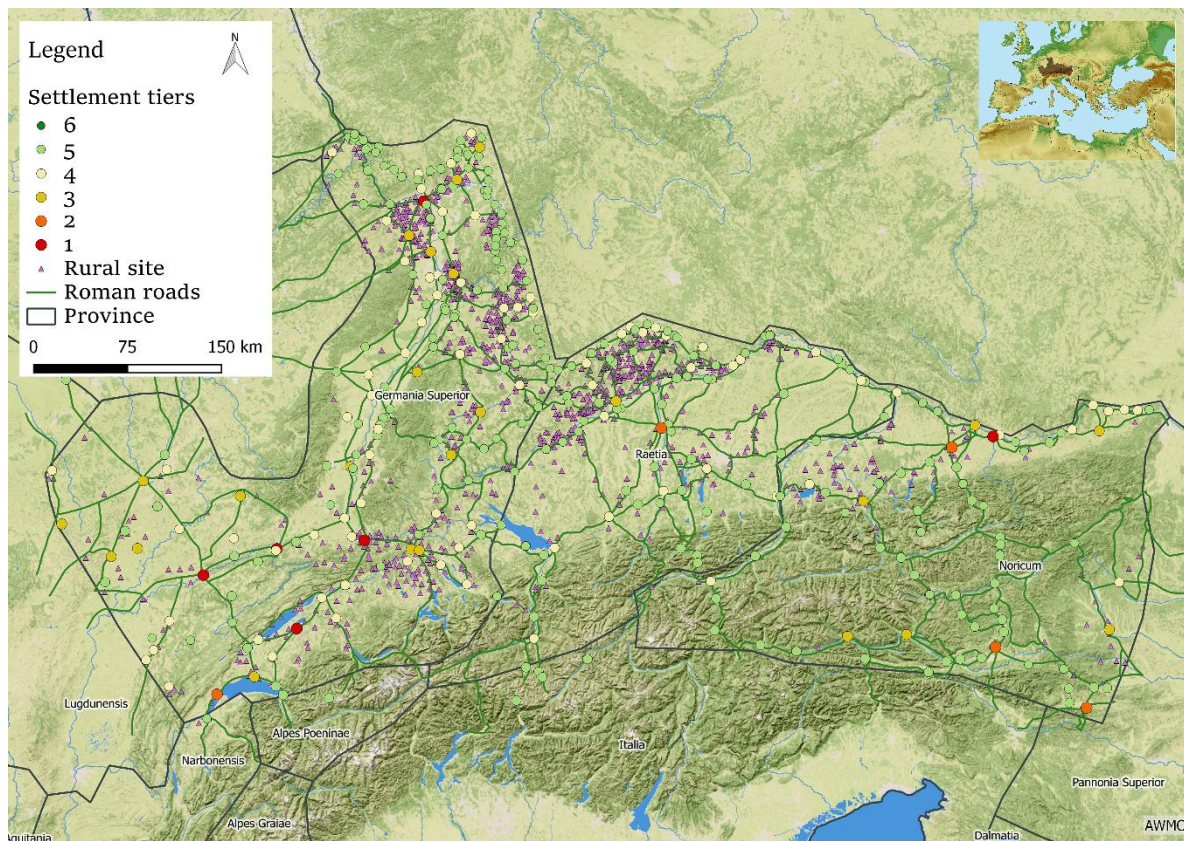 Legend
N
Settlement tiers
6
5
4
3
2
1
Rural site
Roman roads
Province
0 75 150 km
Germania Superior
Raetia
Noricum
Lugdunensis
Alpes Poeninae
Narbonensis
Italia
Pannonia Superior
Alpes Graiae
Aquitania
Dalmatia
AWMC